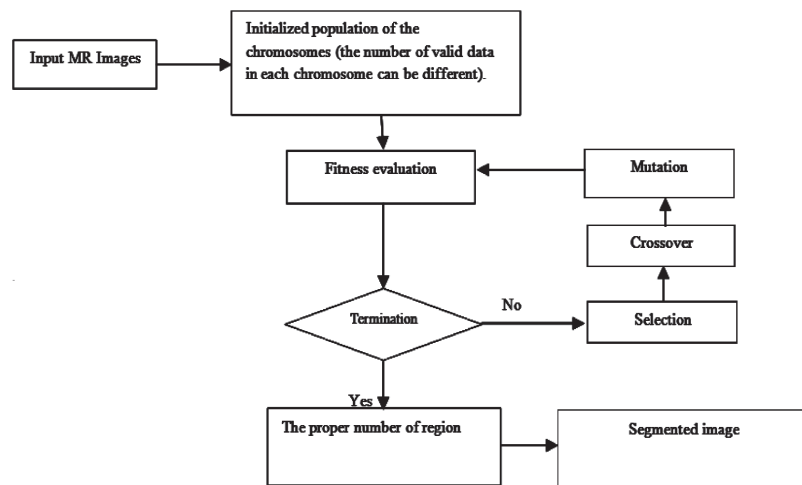 Input MR Images
Initialized population of the
chromosomes (the number of valid data
in each chromosome can be different).
Fitness evaluation
Mutation
Crossover
Termination
No
Selection
Yes
The proper number of region
Segmented image